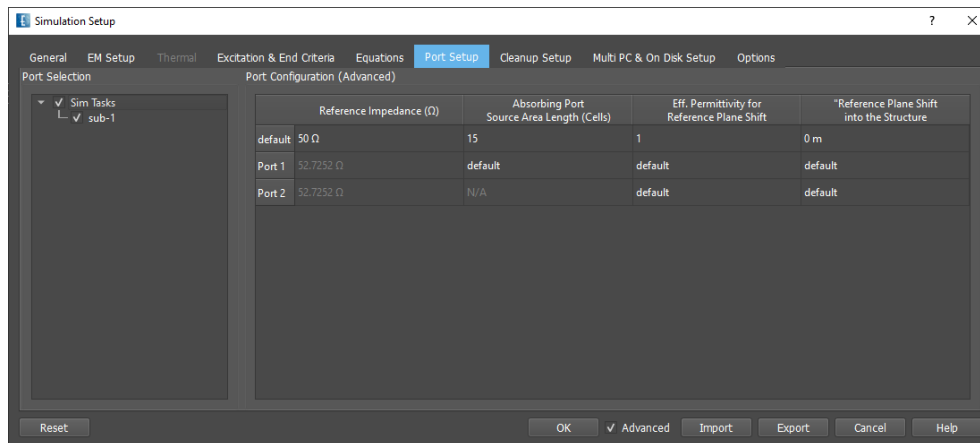 Simulation Setup ? ×
General EM Setup Thermal Excitation & End Criteria Equations Port Setup Cleanup Setup Multi PC & On Disk Setup Options
Port Selection
Sim Tasks
sub-1
Port Configuration (Advanced)
Reference Impedance (Ω)
Absorbing Port
Source Area Length (Cells)
Eff. Permittivity for
Reference Plane Shift
"Reference Plane Shift
into the Structure
default 50 Ω 15 1 0 m
Port 1 52.7252 Ω default default default
Port 2 52.7252 Ω N/A default default
Reset OK Advanced Import Export Cancel Help